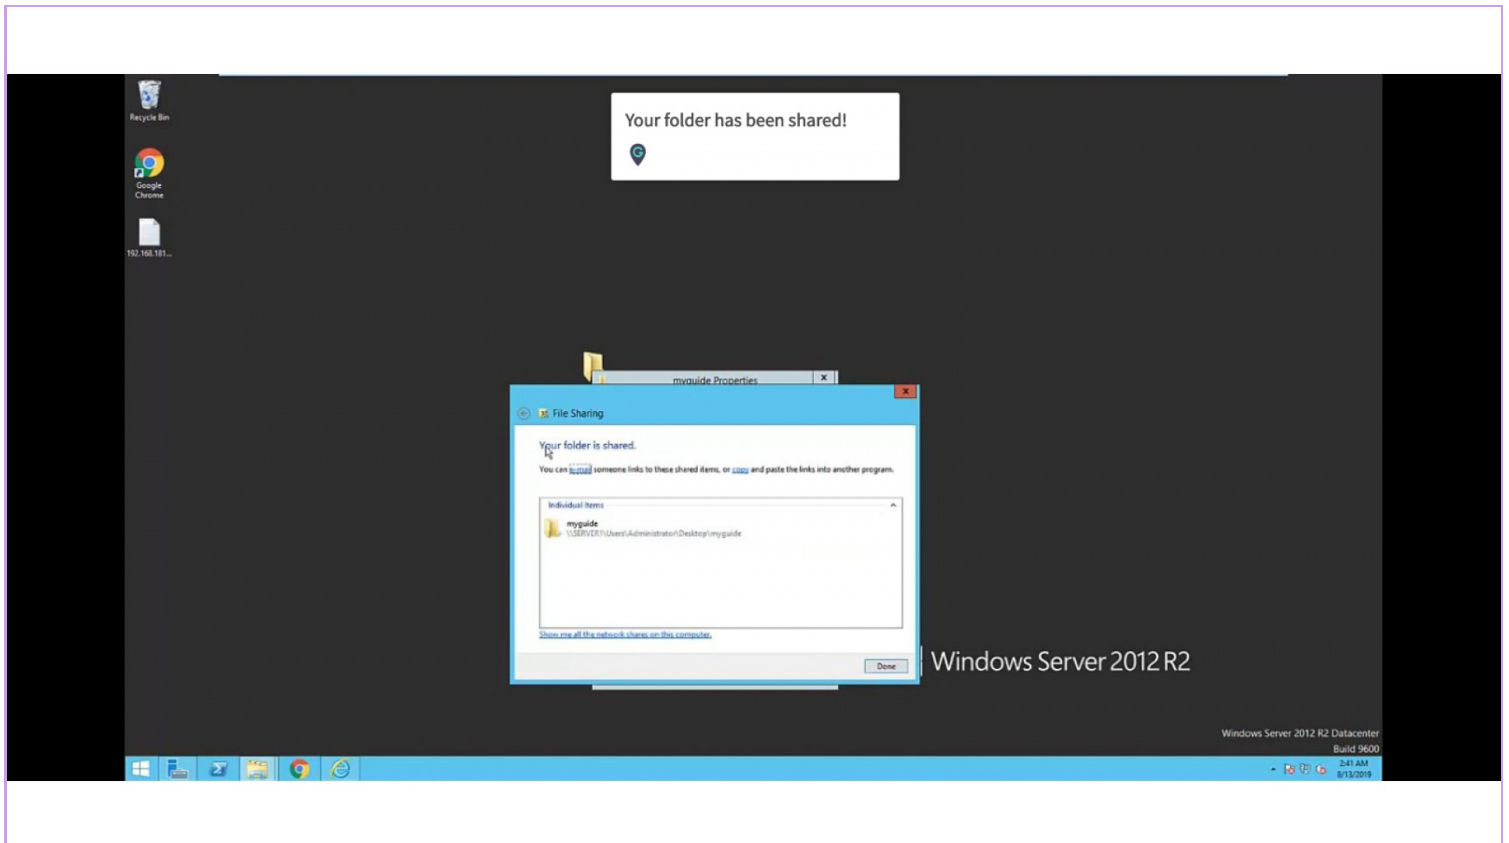 Recycle Bin
Google
Chrome
192.168.181...
Your folder has been shared!
G
myguide Properties
File Sharing
Your folder is shared.
You can e-mail someone links to these shared items, or copy and paste the links into another program.
Individual Items
myguide
\\SERVER1\Users\Administrator\Desktop\myguide
Show me all the network shares on this computer.
Done
Windows Server 2012 R2
Windows Server 2012 R2 Datacenter
Build 9600
2:41 AM
8/13/2019